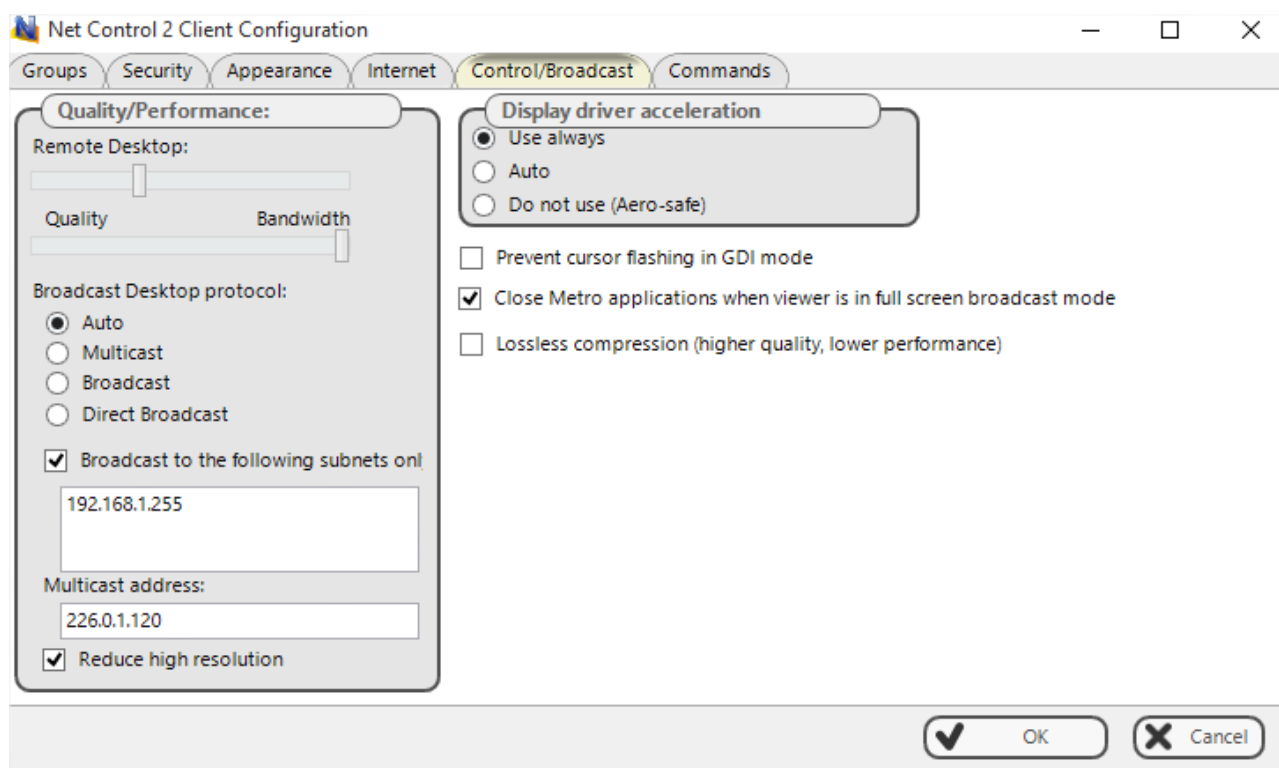 Net Control 2 Client Configuration
Groups Security Appearance Internet Control/Broadcast Commands
Quality/Performance:
Remote Desktop:
Quality Bandwidth
Broadcast Desktop protocol:
Auto
Multicast
Broadcast
Direct Broadcast
Broadcast to the following subnets onl
192.168.1.255
Multicast address:
226.0.1.120
Reduce high resolution
Display driver acceleration
Use always
Auto
Do not use (Aero-safe)
Prevent cursor flashing in GDI mode
Close Metro applications when viewer is in full screen broadcast mode
Lossless compression (higher quality, lower performance)
OK Cancel